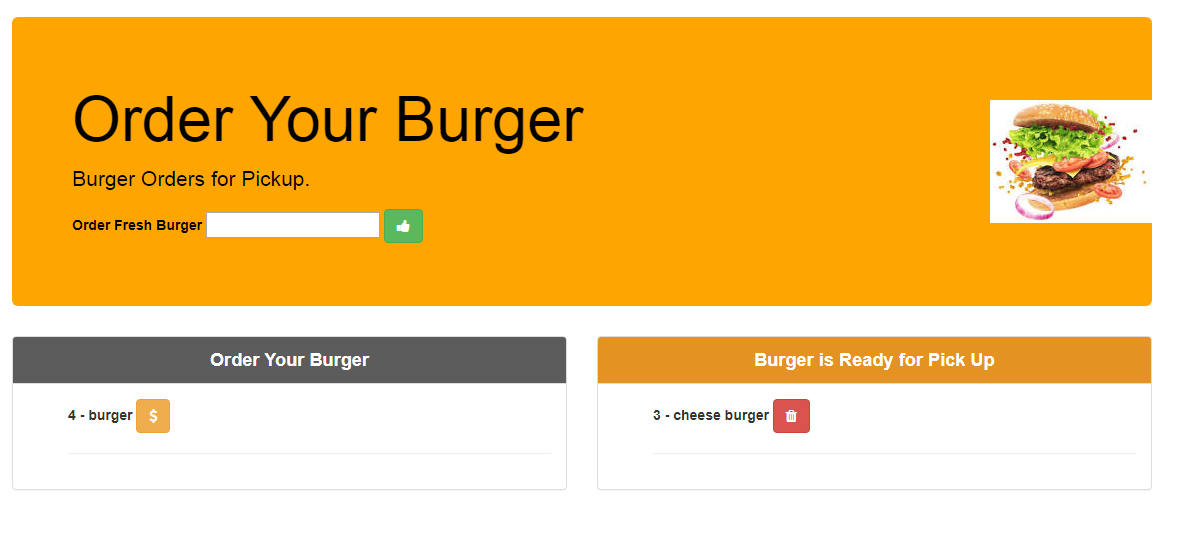 Order Your Burger
Burger Orders for Pickup.
Order Fresh Burger
Order Your Burger
4 - burger $
Burger is Ready for Pick Up
3 - cheese burger